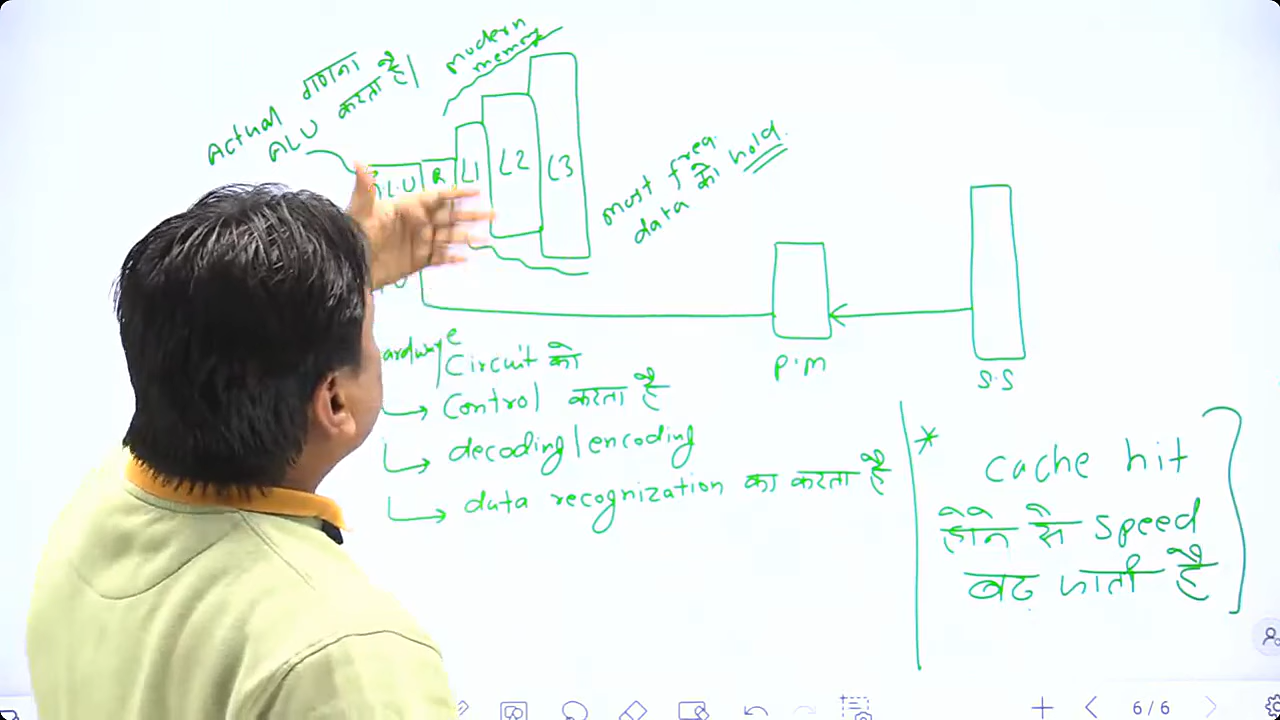 Actual गणना
ALU करता है|
modern
memory
A.L.U
R
L1
L2
L3
most freq.
data को hold.
P.M
S.S
Circuit को
Control करता है
decoding/encoding
data recognization का करता है
* cache hit
होने से speed
बढ़ जाती है
6/6